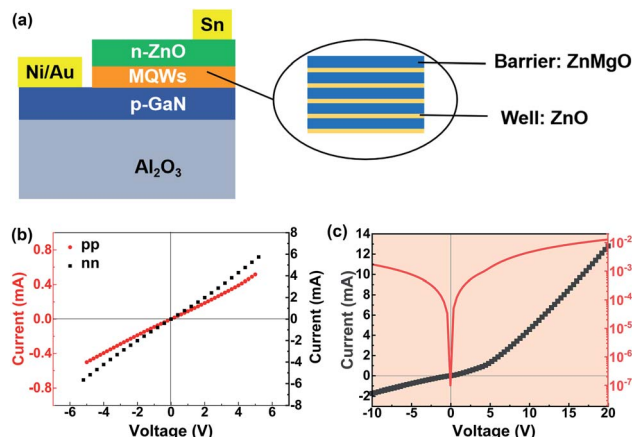 (a)
Sn
n-ZnO
Ni/Au
MQWs
p-GaN
Al₂O₃
Barrier: ZnMgO
Well: ZnO
(b)
pp
nn
Current (mA)
0.8
0.4
0.0
-0.4
-0.8
8
6
4
2
0
-2
-4
-6
-8
Current (mA)
-6 -4 -2 0 2 4 6
Voltage (V)
(c)
Current (mA)
14
12
10
8
6
4
2
0
-2
10⁻²
10⁻³
10⁻⁴
10⁻⁵
10⁻⁶
10⁻⁷
-10 -5 0 5 10 15 20
Voltage (V)